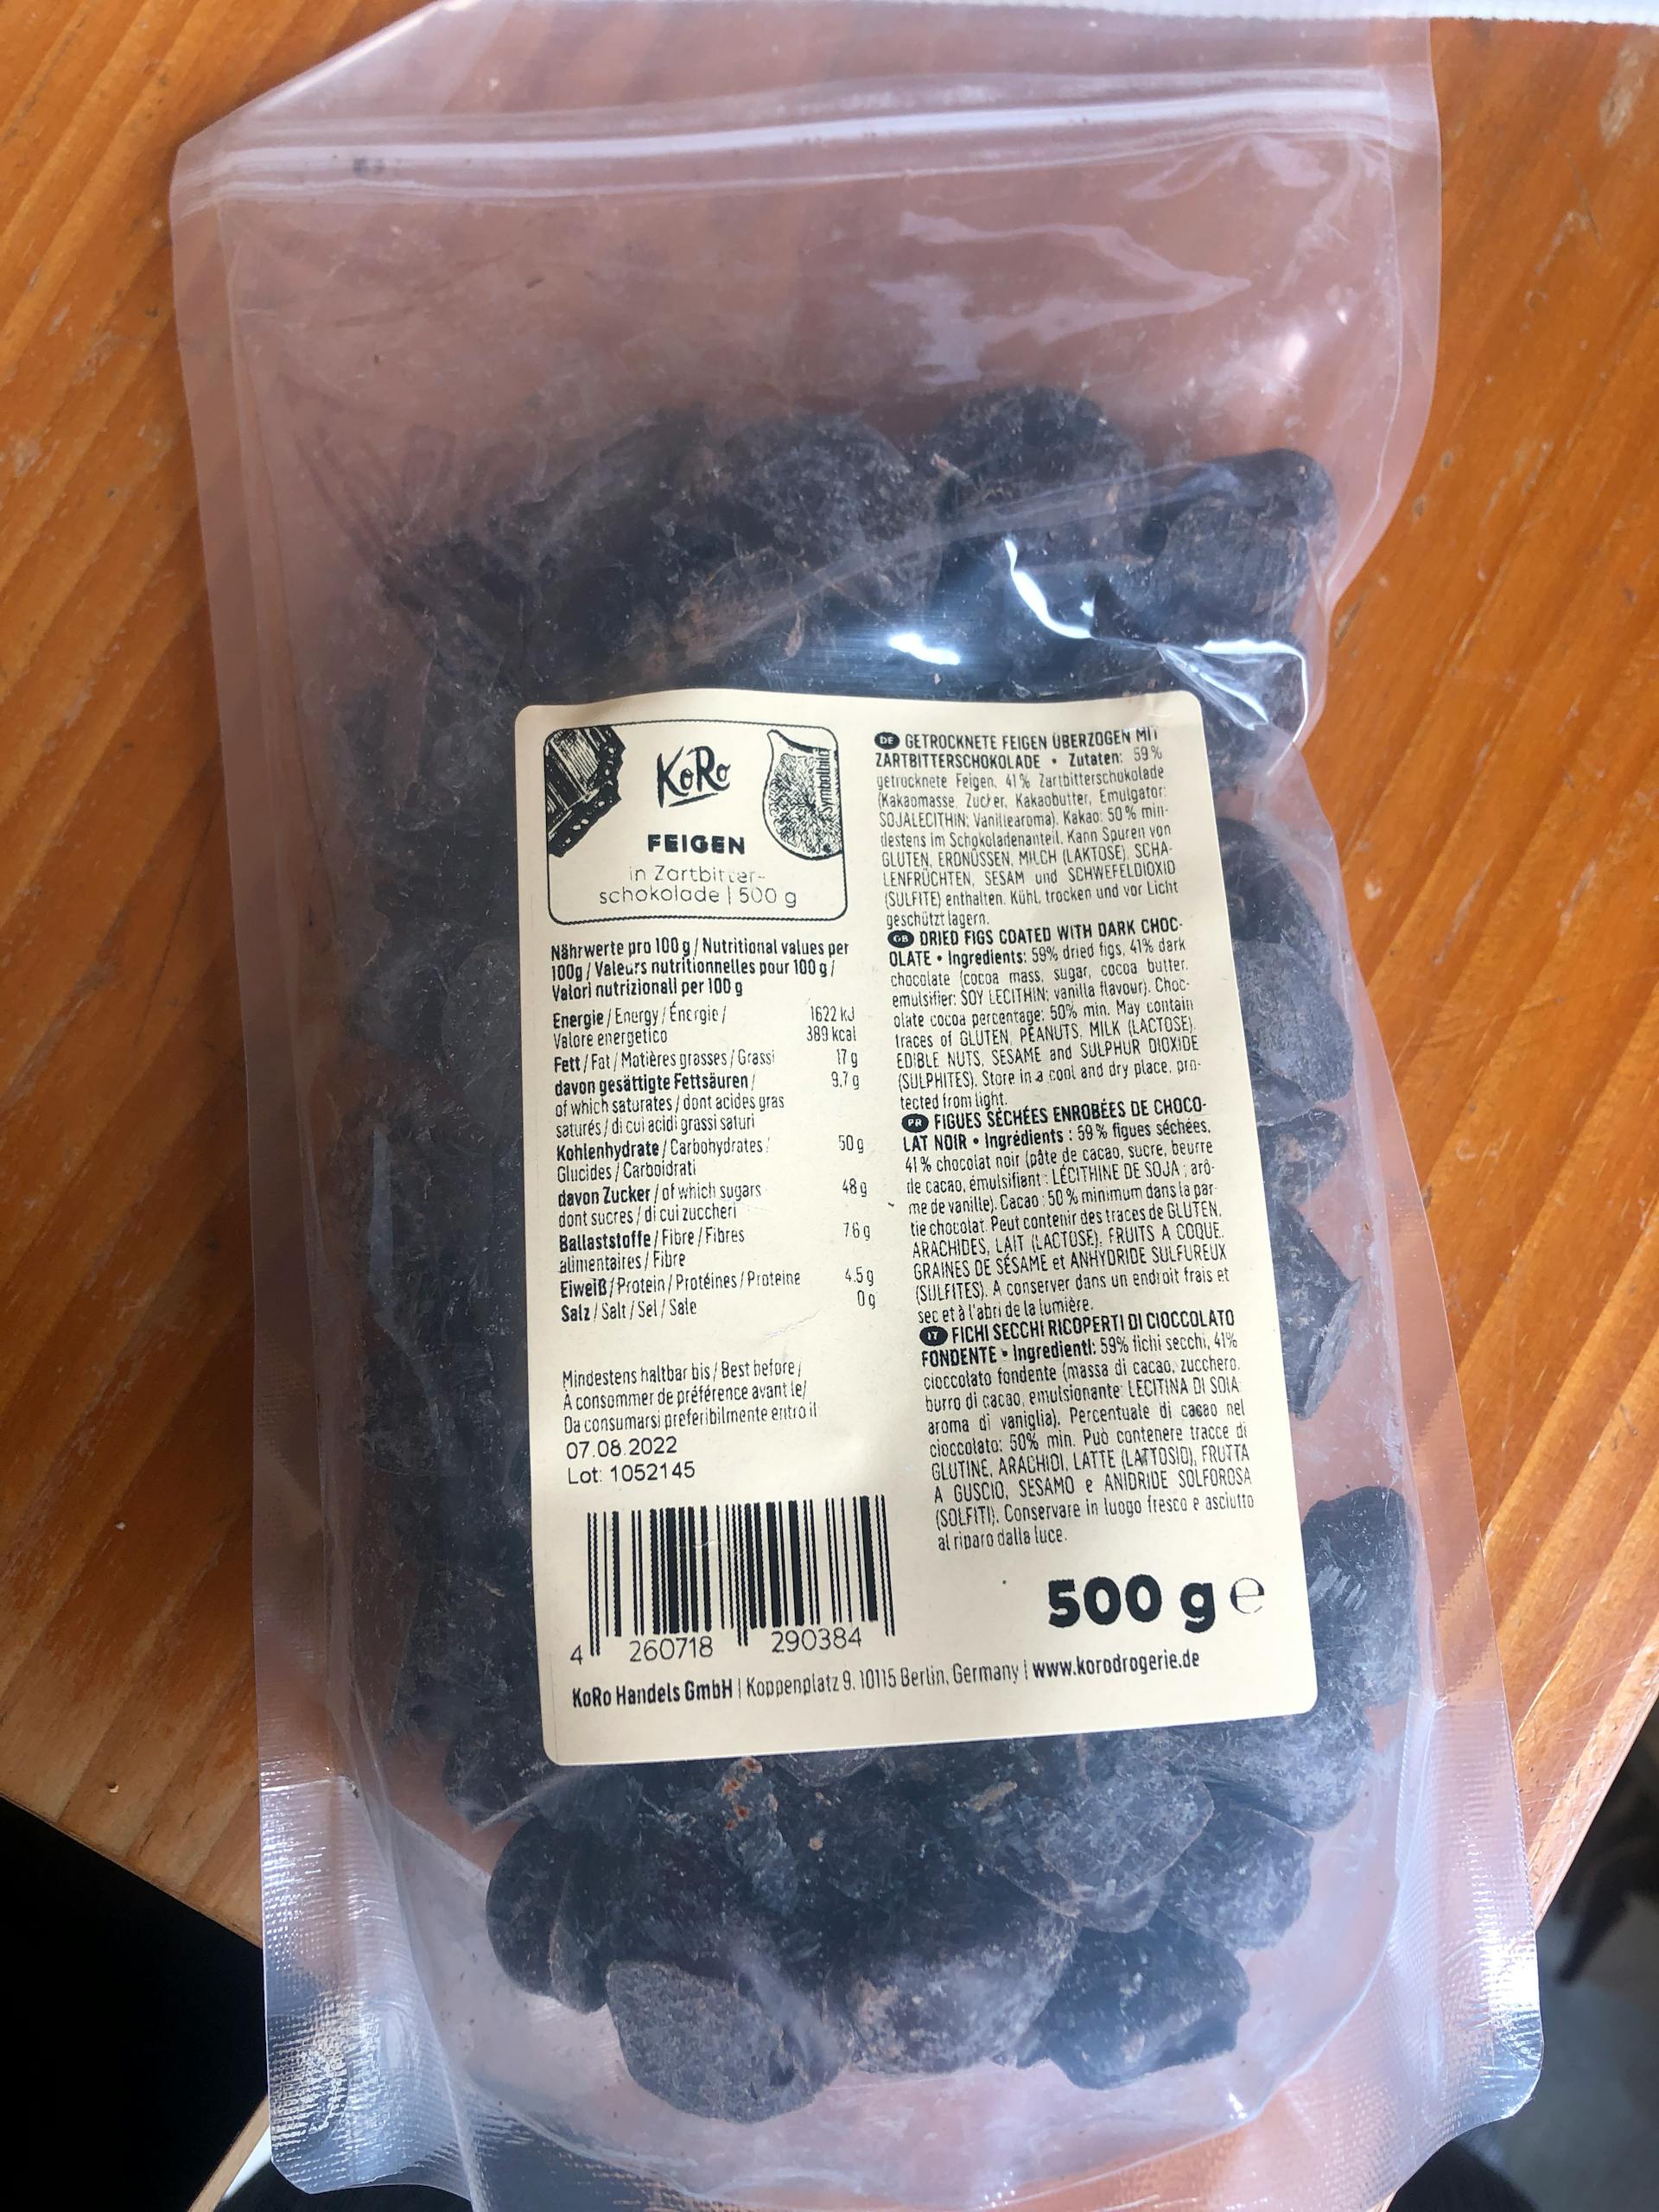 KoRo
Symbolbild
FEIGEN
in Zartbitter-
schokolade | 500 g
Nährwerte pro 100 g / Nutritional values per
100g / Valeurs nutritionnelles pour 100 g /
Valori nutrizionali per 100 g
Energie / Energy / Énergie / 1622 kJ
Valore energetico 389 kcal
Fett / Fat / Matières grasses / Grassi 17 g
davon gesättigte Fettsäuren / 9,7 g
of which saturates / dont acides gras
saturés / di cui acidi grassi saturi
Kohlenhydrate / Carbohydrates / 50 g
Glucides / Carboidrati
davon Zucker / of which sugars 48 g
dont sucres / di cui zuccheri
Ballaststoffe / Fibre / Fibres 7.6 g
alimentaires / Fibre
Eiweiß / Protein / Protéines / Proteine 4.5 g
Salz / Salt / Sel / Sale 0 g
Mindestens haltbar bis / Best before /
À consommer de préférence avant le/
Da consumarsi preferibilmente entro il
07.08.2022
Lot: 1052145
4 260718 290384
DE GETROCKNETE FEIGEN ÜBERZOGEN MIT
ZARTBITTERSCHOKOLADE • Zutaten: 59 %
getrocknete Feigen, 41 % Zartbitterschokolade
(Kakaomasse, Zucker, Kakaobutter, Emulgator:
SOJALECITHIN; Vanillearoma). Kakao: 50 % min-
destens im Schokoladenanteil. Kann Spuren von
GLUTEN, ERDNÜSSEN, MILCH (LAKTOSE), SCHA-
LENFRÜCHTEN, SESAM und SCHWEFELDIOXID
(SULFITE) enthalten. Kühl, trocken und vor Licht
geschützt lagern.
GB DRIED FIGS COATED WITH DARK CHOC-
OLATE • Ingredients: 59% dried figs, 41% dark
chocolate (cocoa mass, sugar, cocoa butter,
emulsifier: SOY LECITHIN; vanilla flavour). Choc-
olate cocoa percentage: 50% min. May contain
traces of GLUTEN, PEANUTS, MILK (LACTOSE),
EDIBLE NUTS, SESAME and SULPHUR DIOXIDE
(SULPHITES). Store in a cool and dry place, pro-
tected from light.
FR FIGUES SÉCHÉES ENROBÉES DE CHOCO-
LAT NOIR • Ingrédients : 59 % figues séchées,
41 % chocolat noir (pâte de cacao, sucre, beurre
de cacao, émulsifiant : LÉCITHINE DE SOJA ; arô-
me de vanille). Cacao : 50 % minimum dans la par-
tie chocolat. Peut contenir des traces de GLUTEN,
ARACHIDES, LAIT (LACTOSE), FRUITS A COQUE,
GRAINES DE SÉSAME et ANHYDRIDE SULFUREUX
(SULFITES). A conserver dans un endroit frais et
sec et à l'abri de la lumière.
IT FICHI SECCHI RICOPERTI DI CIOCCOLATO
FONDENTE • Ingredienti: 59% fichi secchi, 41%
cioccolato fondente (massa di cacao, zucchero,
burro di cacao, emulsionante: LECITINA DI SOIA;
aroma di vaniglia). Percentuale di cacao nel
cioccolato: 50% min. Può contenere tracce di
GLUTINE, ARACHIDI, LATTE (LATTOSIO), FRUTTA
A GUSCIO, SESAMO e ANIDRIDE SOLFOROSA
(SOLFITI). Conservare in luogo fresco e asciutto
al riparo dalla luce.
500 g e
KoRo Handels GmbH | Koppenplatz 9, 10115 Berlin, Germany | www.korodrogerie.de